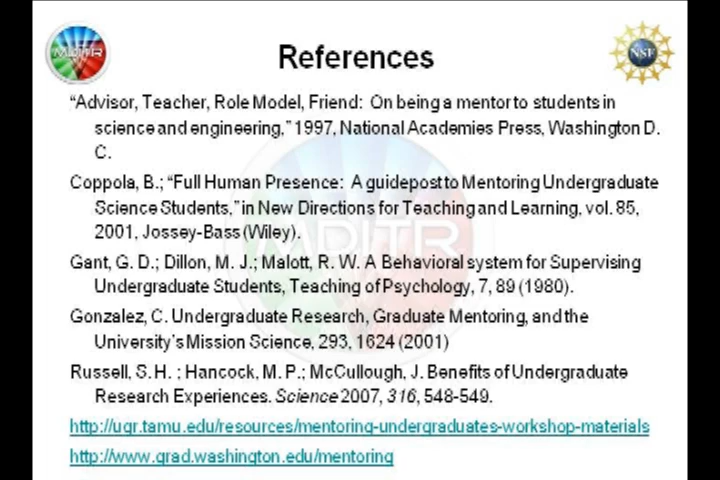 MDITR
NSF
References
"Advisor, Teacher, Role Model, Friend: On being a mentor to students in
science and engineering," 1997, National Academies Press, Washington D.
C.
Coppola, B.; "Full Human Presence: A guidepost to Mentoring Undergraduate
Science Students," in New Directions for Teaching and Learning, vol. 85,
2001, Jossey-Bass (Wiley).
Gant, G. D.; Dillon, M. J.; Malott, R. W. A Behavioral system for Supervising
Undergraduate Students, Teaching of Psychology, 7, 89 (1980).
Gonzalez, C. Undergraduate Research, Graduate Mentoring, and the
University's Mission Science, 293, 1624 (2001)
Russell, S. H. ; Hancock, M. P.; McCullough, J. Benefits of Undergraduate
Research Experiences. Science 2007, 316, 548-549.
http://ugr.tamu.edu/resources/mentoring-undergraduates-workshop-materials
http://www.grad.washington.edu/mentoring
MDITR